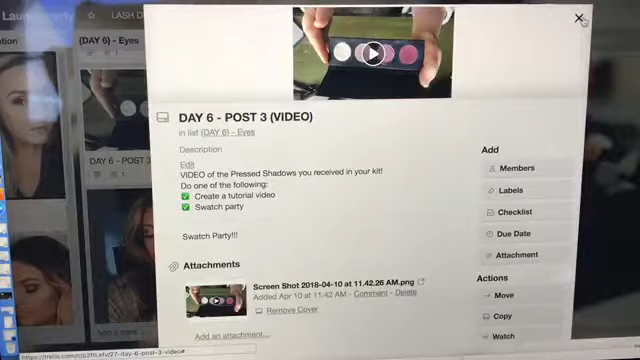 LASH D
(DAY 6) - Eyes
DAY 6 - POST 3
DAY 6 - POST 3 (VIDEO)
in list (DAY 6) - Eyes
Description
Edit
VIDEO of the Pressed Shadows you received in your kit!
Do one of the following:
✅ Create a tutorial video
✅ Swatch party
Swatch Party!!!
Attachments
Screen Shot 2018-04-10 at 11.42.26 AM.png
Added Apr 10 at 11:42 AM - Comment - Delete
Remove Cover
Add an attachment...
Add
Members
Labels
Checklist
Due Date
Attachment
Actions
Move
Copy
Watch